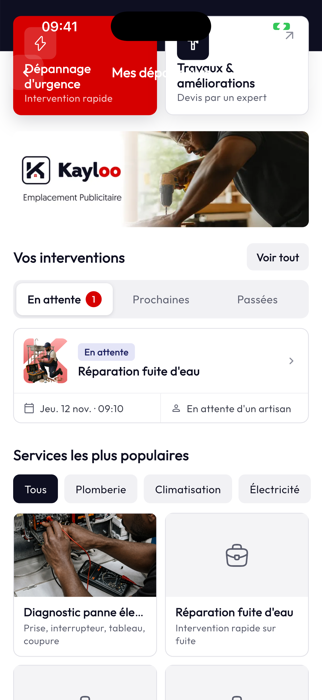 09:41
Mes dép
Dépannage
d'urgence
Intervention rapide
Travaux &
améliorations
Devis par un expert
Kayloo
Emplacement Publicitaire
Vos interventions
Voir tout
En attente 1
Prochaines
Passées
En attente
Réparation fuite d'eau
Jeu. 12 nov. · 09:10
En attente d'un artisan
Services les plus populaires
Tous
Plomberie
Climatisation
Électricité
Diagnostic panne éle...
Prise, interrupteur, tableau,
coupure
Réparation fuite d'eau
Intervention rapide sur
fuite